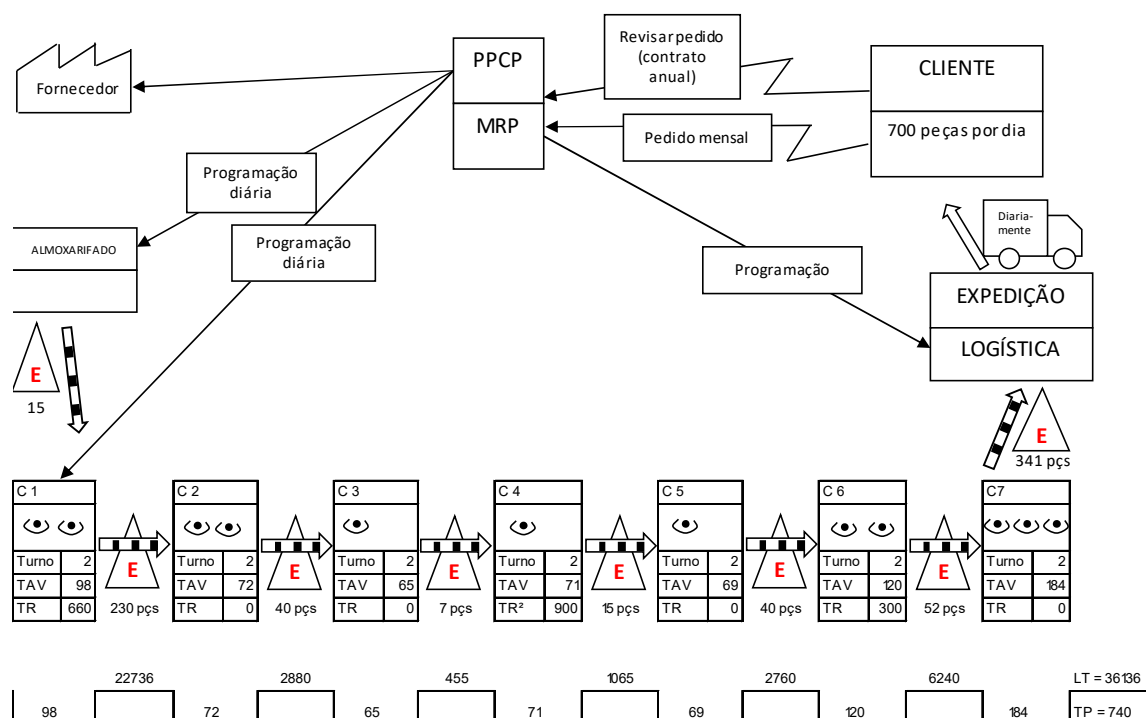 Fornecedor
PPCP
MRP
Revisar pedido
(contrato
anual)
Pedido mensal
CLIENTE
700 peças por dia
Programação
diária
Programação
diária
Programação
ALMOXARIFADO
Diaria-
mente
EXPEDIÇÃO
LOGÍSTICA
E
15
E
341 pçs
C 1
Turno 2
TAV 98
TR 660
E
230 pçs
C 2
Turno 2
TAV 72
TR 0
E
40 pçs
C 3
Turno 2
TAV 65
TR 0
E
7 pçs
C 4
Turno 2
TAV 71
TR² 900
E
15 pçs
C 5
Turno 2
TAV 69
TR 0
E
40 pçs
C 6
Turno 2
TAV 120
TR 300
E
52 pçs
C7
Turno 2
TAV 184
TR 0
22736 2880 455 1065 2760 6240 LT = 36136
98 72 65 71 69 120 184 TP = 740